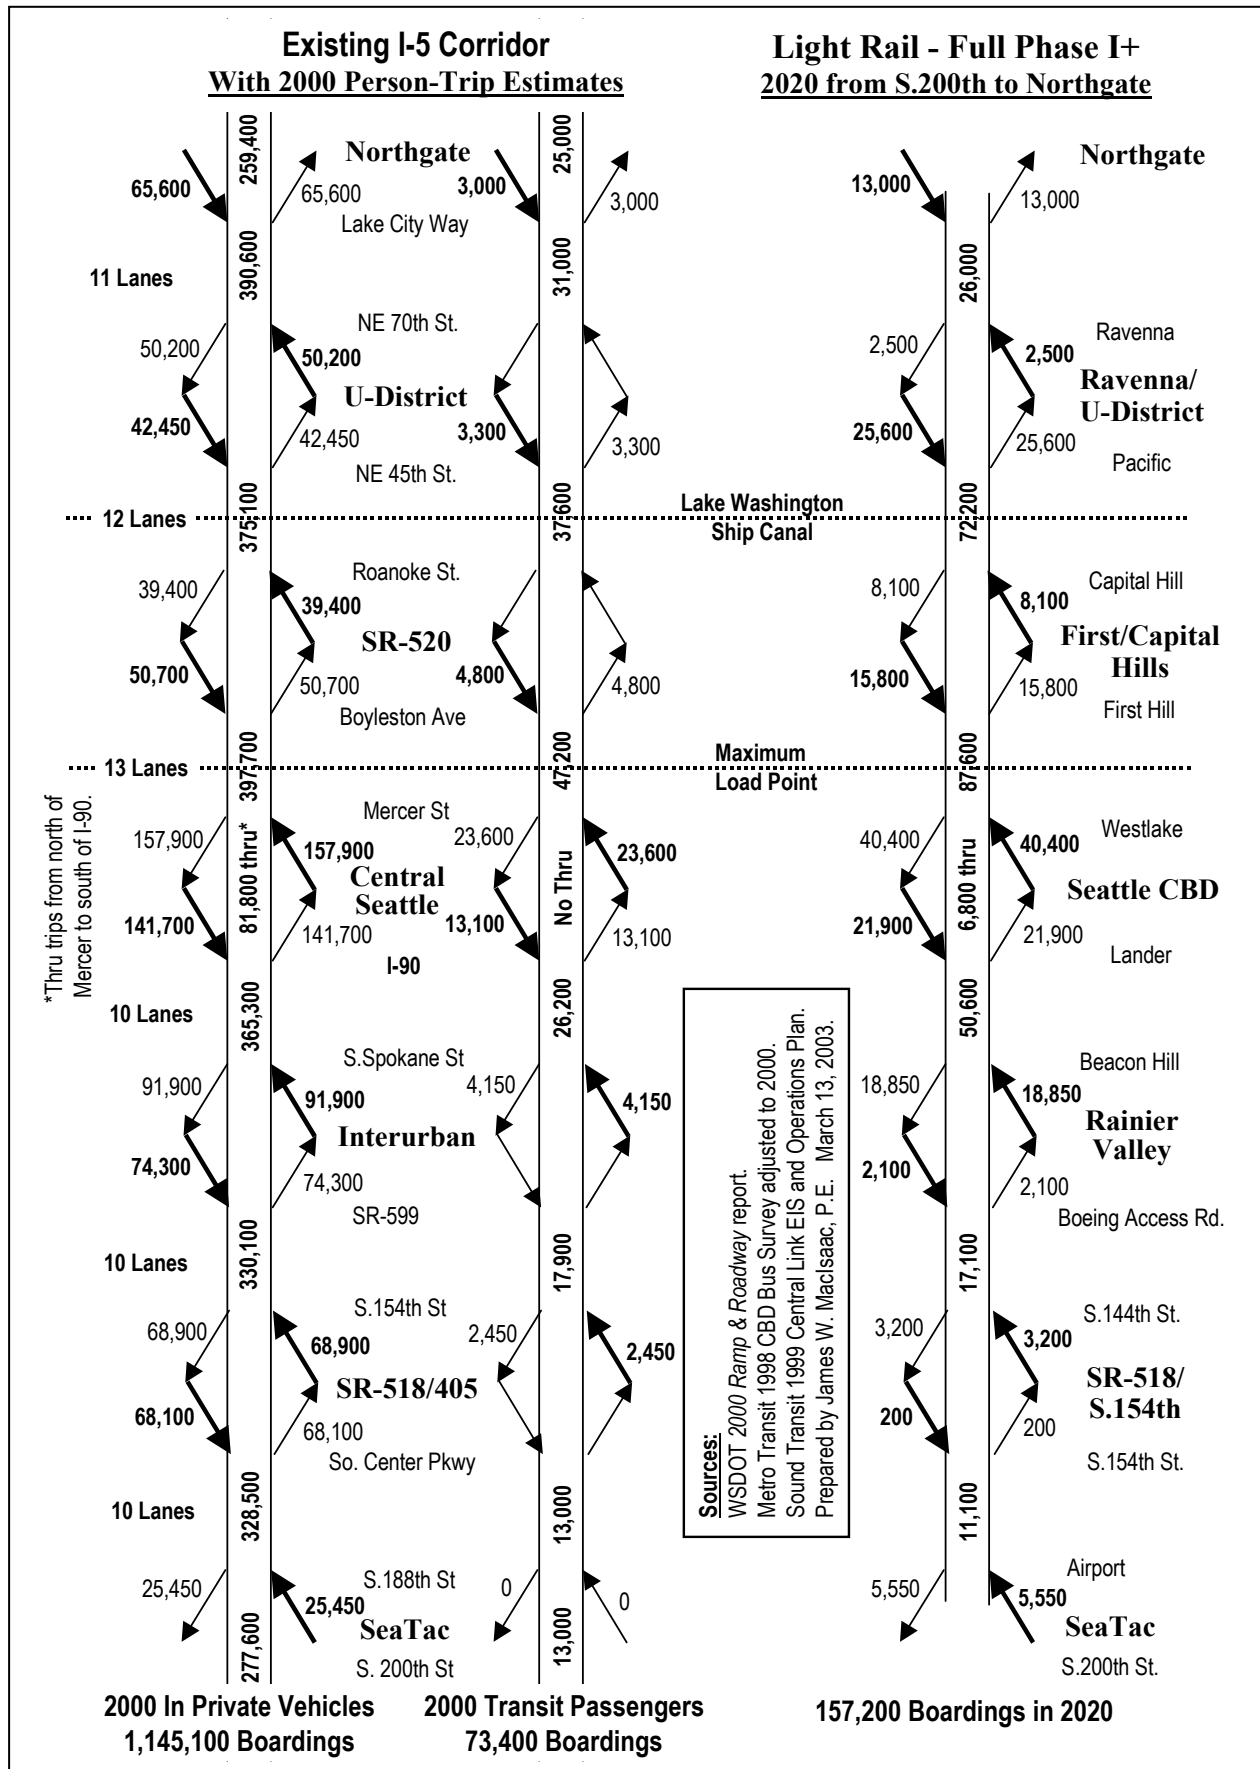 Existing I-5 Corridor
With 2000 Person-Trip Estimates
Light Rail - Full Phase I+
2020 from S.200th to Northgate
259,400
25,000
Northgate
Northgate
65,600
65,600
3,000
3,000
13,000
13,000
Lake City Way
11 Lanes
390,600
31,000
26,000
NE 70th St.
Ravenna
50,200
50,200
2,500
2,500
U-District
Ravenna/
U-District
42,450
42,450
3,300
3,300
25,600
25,600
NE 45th St.
Pacific
12 Lanes
375,100
37,600
Lake Washington
Ship Canal
72,200
Roanoke St.
Capital Hill
39,400
39,400
8,100
8,100
SR-520
First/Capital
Hills
50,700
50,700
4,800
4,800
15,800
15,800
Boyleston Ave
First Hill
13 Lanes
397,700
47,200
Maximum
Load Point
87,600
*Thru trips from north of
Mercer to south of I-90.
Mercer St
Westlake
157,900
157,900
23,600
23,600
40,400
40,400
81,800 thru*
No Thru
6,800 thru
Central
Seattle
Seattle CBD
141,700
141,700
13,100
13,100
21,900
21,900
I-90
Lander
10 Lanes
365,300
26,200
50,600
S.Spokane St
Beacon Hill
91,900
91,900
4,150
4,150
18,850
18,850
Interurban
Rainier
Valley
74,300
74,300
2,100
2,100
SR-599
Boeing Access Rd.
10 Lanes
330,100
17,900
17,100
S.154th St
S.144th St.
68,900
68,900
2,450
2,450
3,200
3,200
SR-518/405
SR-518/
S.154th
68,100
68,100
200
200
So. Center Pkwy
S.154th St.
10 Lanes
328,500
13,000
11,100
S.188th St
Airport
25,450
25,450
0
0
5,550
5,550
SeaTac
SeaTac
277,600
13,000
S. 200th St
S.200th St.
Sources:
WSDOT 2000 Ramp & Roadway report.
Metro Transit 1998 CBD Bus Survey adjusted to 2000.
Sound Transit 1999 Central Link EIS and Operations Plan.
Prepared by James W. MacIsaac, P.E. March 13, 2003.
2000 In Private Vehicles
1,145,100 Boardings
2000 Transit Passengers
73,400 Boardings
157,200 Boardings in 2020